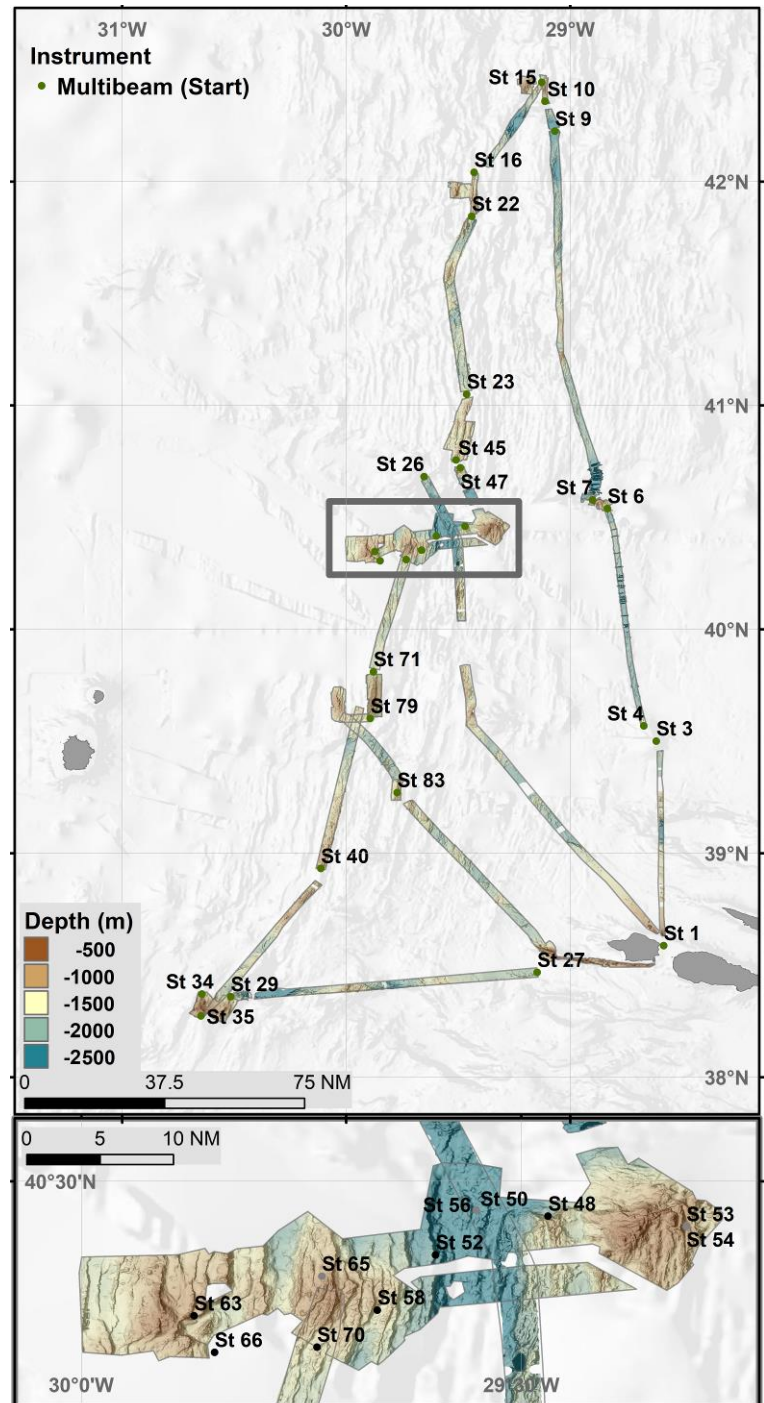 31°W 30°W 29°W
Instrument
Multibeam (Start)
St 15
St 10
St 9
St 16
42°N
St 22
St 23
41°N
St 45
St 26
St 47
St 7
St 6
40°N
St 71
St 4
St 79
St 3
St 83
St 40
39°N
Depth (m)
-500
-1000
-1500
-2000
-2500
St 1
St 27
St 34
St 29
St 35
0 37.5 75 NM
38°N
0 5 10 NM
40°30'N
St 56
St 50
St 48
St 53
St 52
St 54
St 65
St 63
St 58
St 66
St 70
30°0'W
29°30'W